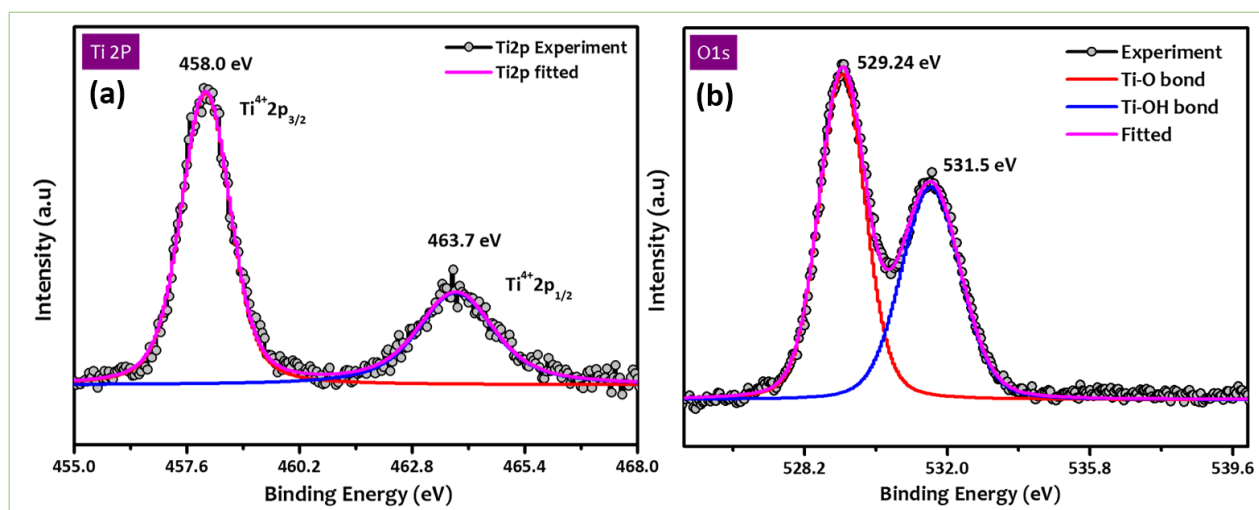 Ti 2P
(a)
458.0 eV
Ti⁴⁺2p₃/₂
Ti2p Experiment
Ti2p fitted
463.7 eV
Ti⁴⁺2p₁/₂
Intensity (a.u)
455.0 457.6 460.2 462.8 465.4 468.0
Binding Energy (eV)
O1s
(b)
529.24 eV
Experiment
Ti-O bond
Ti-OH bond
Fitted
531.5 eV
Intensity (a.u)
528.2 532.0 535.8 539.6
Binding Energy (eV)